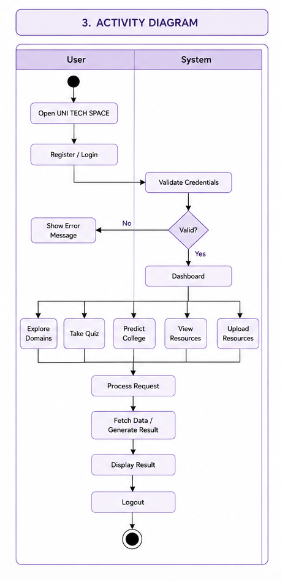 3. ACTIVITY DIAGRAM
User
System
Open UNI TECH SPACE
Register / Login
Validate Credentials
Show Error
Message
No
Valid?
Yes
Dashboard
Explore
Domains
Take Quiz
Predict
College
View
Resources
Upload
Resources
Process Request
Fetch Data /
Generate Result
Display Result
Logout